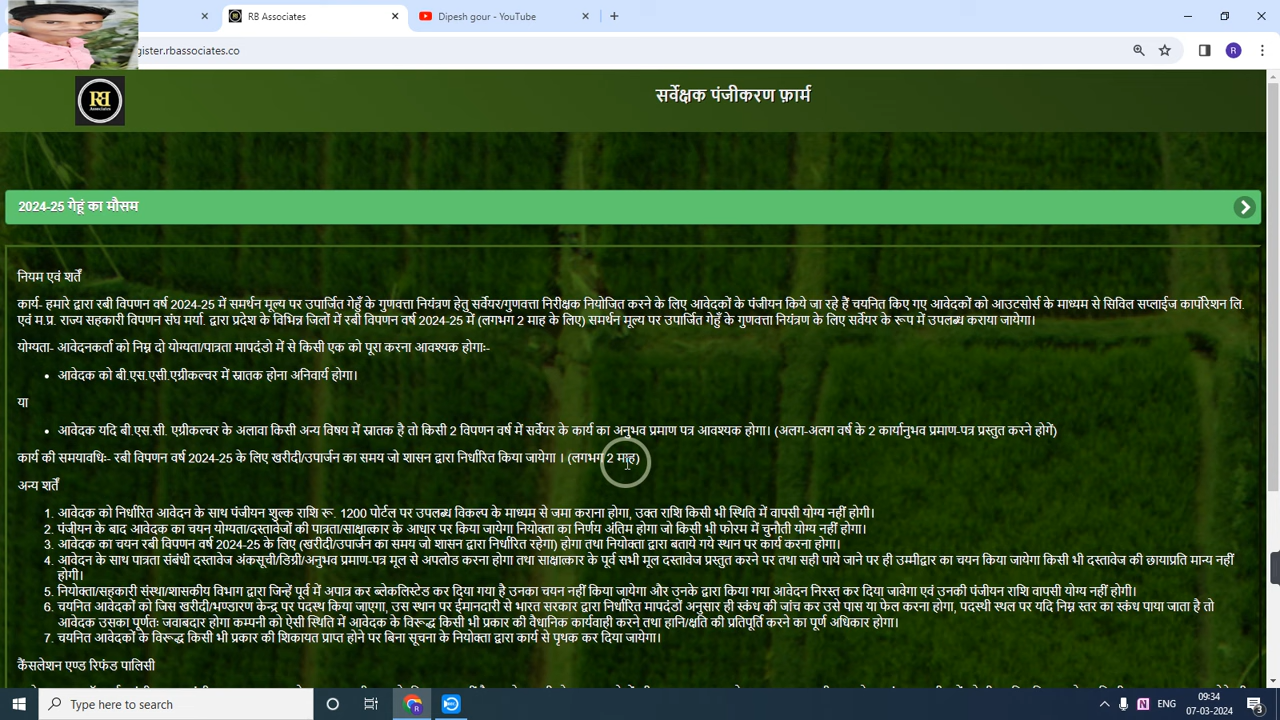 RB Associates
Dipesh gour - YouTube
gister.rbassociates.co
R
RB
Associates
सर्वेक्षक पंजीकरण फ़ार्म
2024-25 गेहूं का मौसम
नियम एवं शर्तें
कार्य- हमारे द्वारा रबी विपणन वर्ष 2024-25 में समर्थन मूल्य पर उपार्जित गेहूँ के गुणवत्ता नियंत्रण हेतु सर्वेयर/गुणवत्ता निरीक्षक नियोजित करने के लिए आवेदकों के पंजीयन किये जा रहे हैं चयनित किए गए आवेदकों को आउटसोर्स के माध्यम से सिविल सप्लाईज कार्पोरेशन लि.
एवं म.प्र. राज्य सहकारी विपणन संघ मर्या. द्वारा प्रदेश के विभिन्न जिलों में रबी विपणन वर्ष 2024-25 में (लगभग 2 माह के लिए) समर्थन मूल्य पर उपार्जित गेहुँ के गुणवत्ता नियंत्रण के लिए सर्वेयर के रूप में उपलब्ध कराया जायेगा।
योग्यता- आवेदनकर्ता को निम्न दो योग्यता/पात्रता मापदंडो में से किसी एक को पूरा करना आवश्यक होगाः-
• आवेदक को बी.एस.एसी.एग्रीकल्चर में स्नातक होना अनिवार्य होगा।
या
• आवेदक यदि बी.एस.सी. एग्रीकल्चर के अलावा किसी अन्य विषय में स्नातक है तो किसी 2 विपणन वर्ष में सर्वेयर के कार्य का अनुभव प्रमाण पत्र आवश्यक होगा। (अलग-अलग वर्ष के 2 कार्यानुभव प्रमाण-पत्र प्रस्तुत करने होगें)
कार्य की समयावधिः- रबी विपणन वर्ष 2024-25 के लिए खरीदी/उपार्जन का समय जो शासन द्वारा निर्धारित किया जायेगा । (लगभग 2 माह)
अन्य शर्तें
1. आवेदक को निर्धारित आवेदन के साथ पंजीयन शुल्क राशि रू. 1200 पोर्टल पर उपलब्ध विकल्प के माध्यम से जमा कराना होगा, उक्त राशि किसी भी स्थिति में वापसी योग्य नहीं होगी।
2. पंजीयन के बाद आवेदक का चयन योग्यता/दस्तावेजों की पात्रता/साक्षात्कार के आधार पर किया जायेगा नियोक्ता का निर्णय अंतिम होगा जो किसी भी फोरम में चुनौती योग्य नहीं होगा।
3. आवेदक का चयन रबी विपणन वर्ष 2024-25 के लिए (खरीदी/उपार्जन का समय जो शासन द्वारा निर्धारित रहेगा) होगा तथा नियोक्ता द्वारा बताये गये स्थान पर कार्य करना होगा।
4. आवेदन के साथ पात्रता संबंधी दस्तावेज अंकसूची/डिग्री/अनुभव प्रमाण-पत्र मूल से अपलोड करना होगा तथा साक्षात्कार के पूर्व सभी मूल दस्तावेज प्रस्तुत करने पर तथा सही पाये जाने पर ही उम्मीद्वार का चयन किया जायेगा किसी भी दस्तावेज की छायाप्रति मान्य नहीं
होगी।
5. नियोक्ता/सहकारी संस्था/शासकीय विभाग द्वारा जिन्हें पूर्व में अपात्र कर ब्लेकलिस्टेड कर दिया गया है उनका चयन नहीं किया जायेगा और उनके द्वारा किया गया आवेदन निरस्त कर दिया जावेगा एवं उनकी पंजीयन राशि वापसी योग्य नहीं होगी।
6. चयनित आवेदकों को जिस खरीदी/भण्डारण केन्द्र पर पदस्थ किया जाएगा, उस स्थान पर ईमानदारी से भारत सरकार द्वारा निर्धारित मापदंडों अनुसार ही स्कंध की जांच कर उसे पास या फेल करना होगा, पदस्थी स्थल पर यदि निम्न स्तर का स्कंध पाया जाता है तो
आवेदक उसका पूर्णतः जवाबदार होगा कम्पनी को ऐसी स्थिति में आवेदक के विरूद्ध किसी भी प्रकार की वैधानिक कार्यवाही करने तथा हानि/क्षति की प्रतिपूर्ति करने का पूर्ण अधिकार होगा।
7. चयनित आवेदकों के विरूद्ध किसी भी प्रकार की शिकायत प्राप्त होने पर बिना सूचना के नियोक्ता द्वारा कार्य से पृथक कर दिया जायेगा।
कैंसलेशन एण्ड रिफंड पालिसी
Type here to search
ENG
09:34
07-03-2024